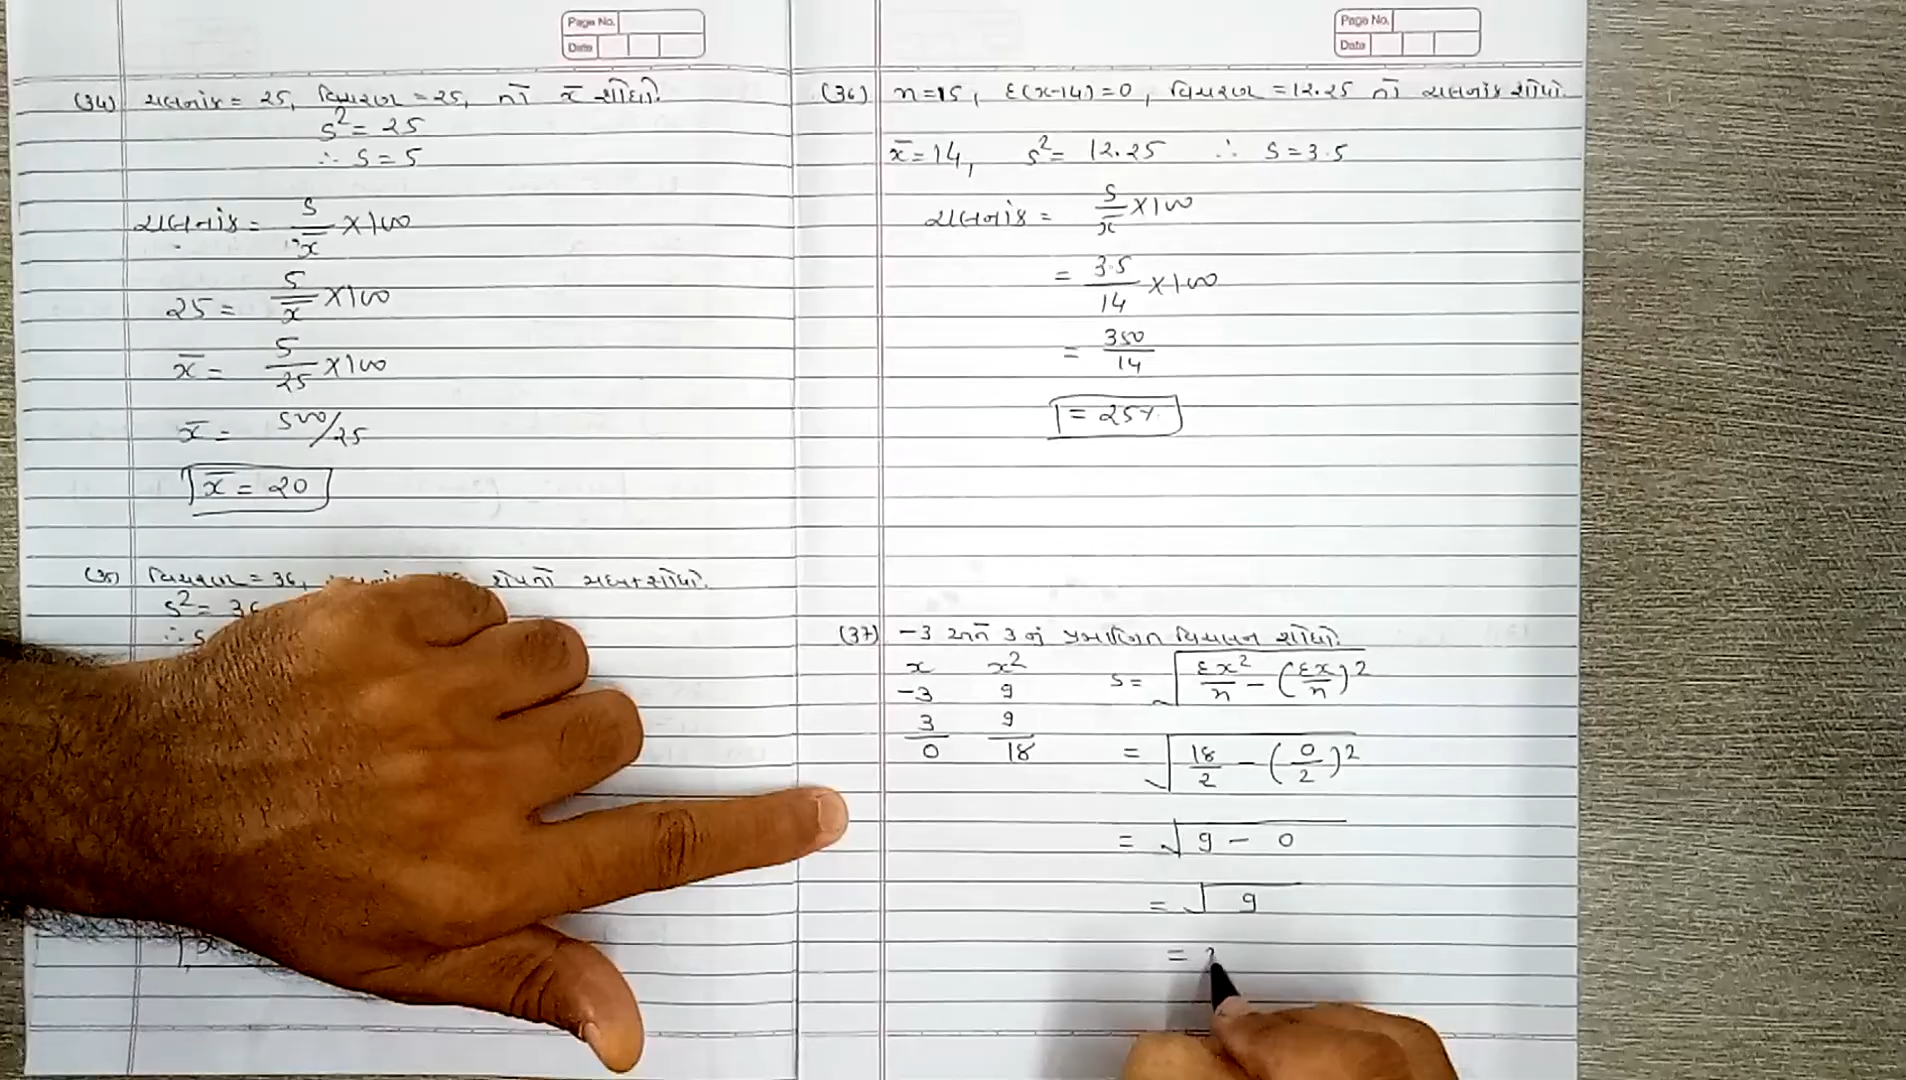 Page No.
Date
(34) ચલનાંક = 25, વિચરણ = 25, તો x̄ શોધો.
s² = 25
∴ s = 5
ચલનાંક = s/x̄ × 100
25 = 5/x̄ × 100
x̄ = 5/25 × 100
x̄ = 500/25
x̄ = 20
(35) વિચરણ = 36,
s² = 36
∴ s
Page No.
Date
(36) n = 15, Σ(x-14) = 0, વિચરણ = 12.25 તો ચલનાંક શોધો.
x̄ = 14, s² = 12.25 ∴ s = 3.5
ચલનાંક = s/x̄ × 100
= 3.5/14 × 100
= 350/14
= 25%
(37) -3 અને 3 નું પ્રમાણિત વિચલન શોધો.
x x² s = √(Σx²/n - (Σx/n)²)
-3 9
3 9
0 18 = √(18/2 - (0/2)²)
= √(9 - 0)
= √9
=